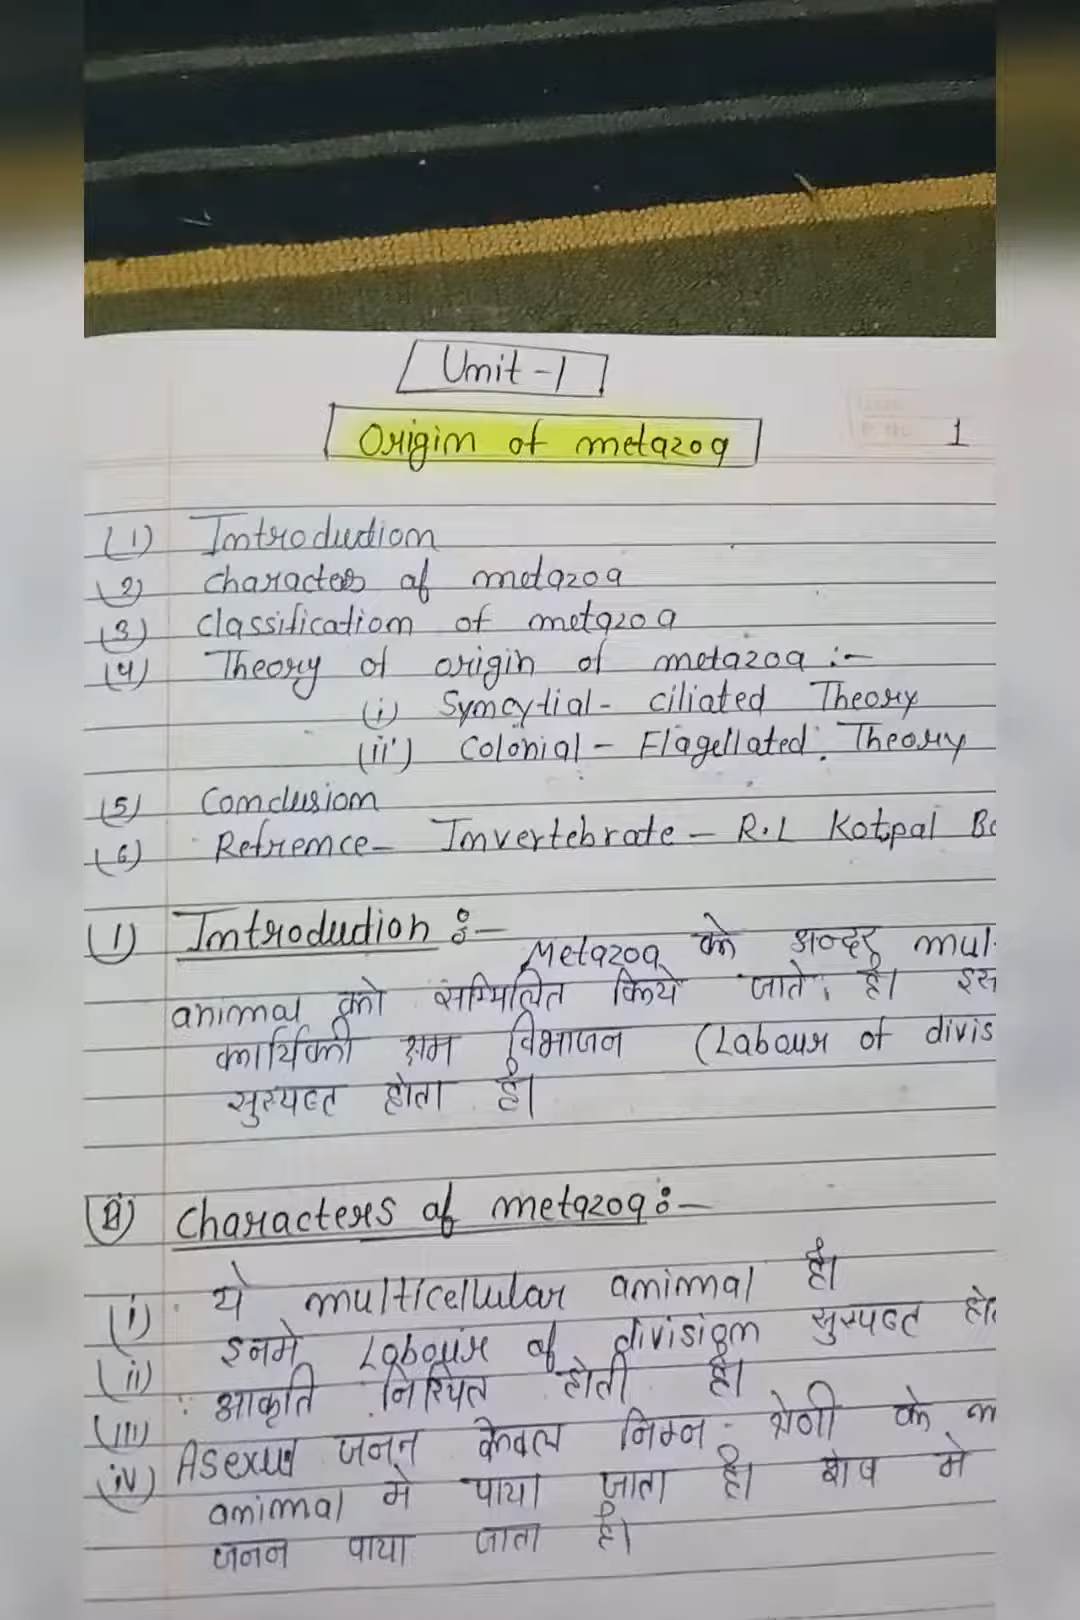 Unit -1
Origin of metazoa
1
(1) Introduction
(2) characters of metazoa
(3) classification of metazoa
(4) Theory of origin of metazoa :-
(i) Syncytial - ciliated Theory
(ii) Colonial - Flagellated Theory
(5) Conclusion
(6) Refrence - Invertebrate - R.L Kotpal Bo
(1) Introduction :-
Metazoa के अन्दर mul
animal को सम्मिलित किये जाते है। इस
कार्यिकी श्रम विभाजन (Labour of divis
सुस्पष्ट होता है।
Characters of metazoa :-
(i) ये multicellular animal है।
(ii) इनमे Labour of division सुस्पष्ट हो
(iii) आकृति निश्चित होती है।
(iv) Asexual जनन केवल निम्न - श्रेणी के
animal मे पाया जाता है। शेष मे
जनन पाया जाता है।